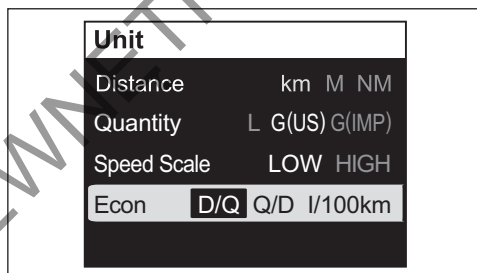 Unit
Distance km M NM
Quantity L G(US) G(IMP)
Speed Scale LOW HIGH
Econ D/Q Q/D l/100km